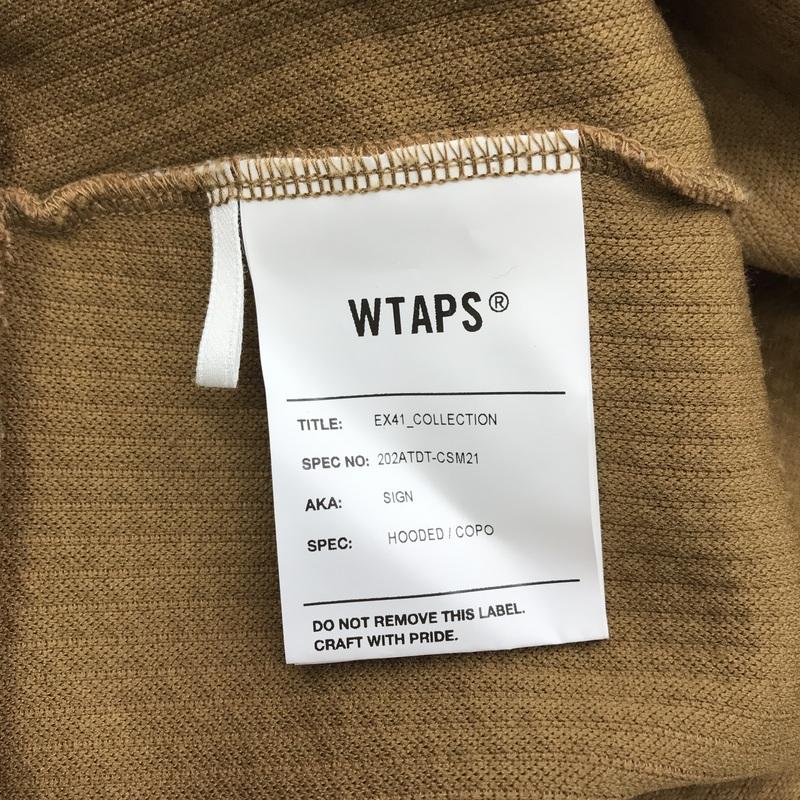 WTAPS®
TITLE: EX41_COLLECTION
SPEC NO: 202ATDT-CSM21
AKA: SIGN
SPEC: HOODED / COPO
DO NOT REMOVE THIS LABEL.
CRAFT WITH PRIDE.